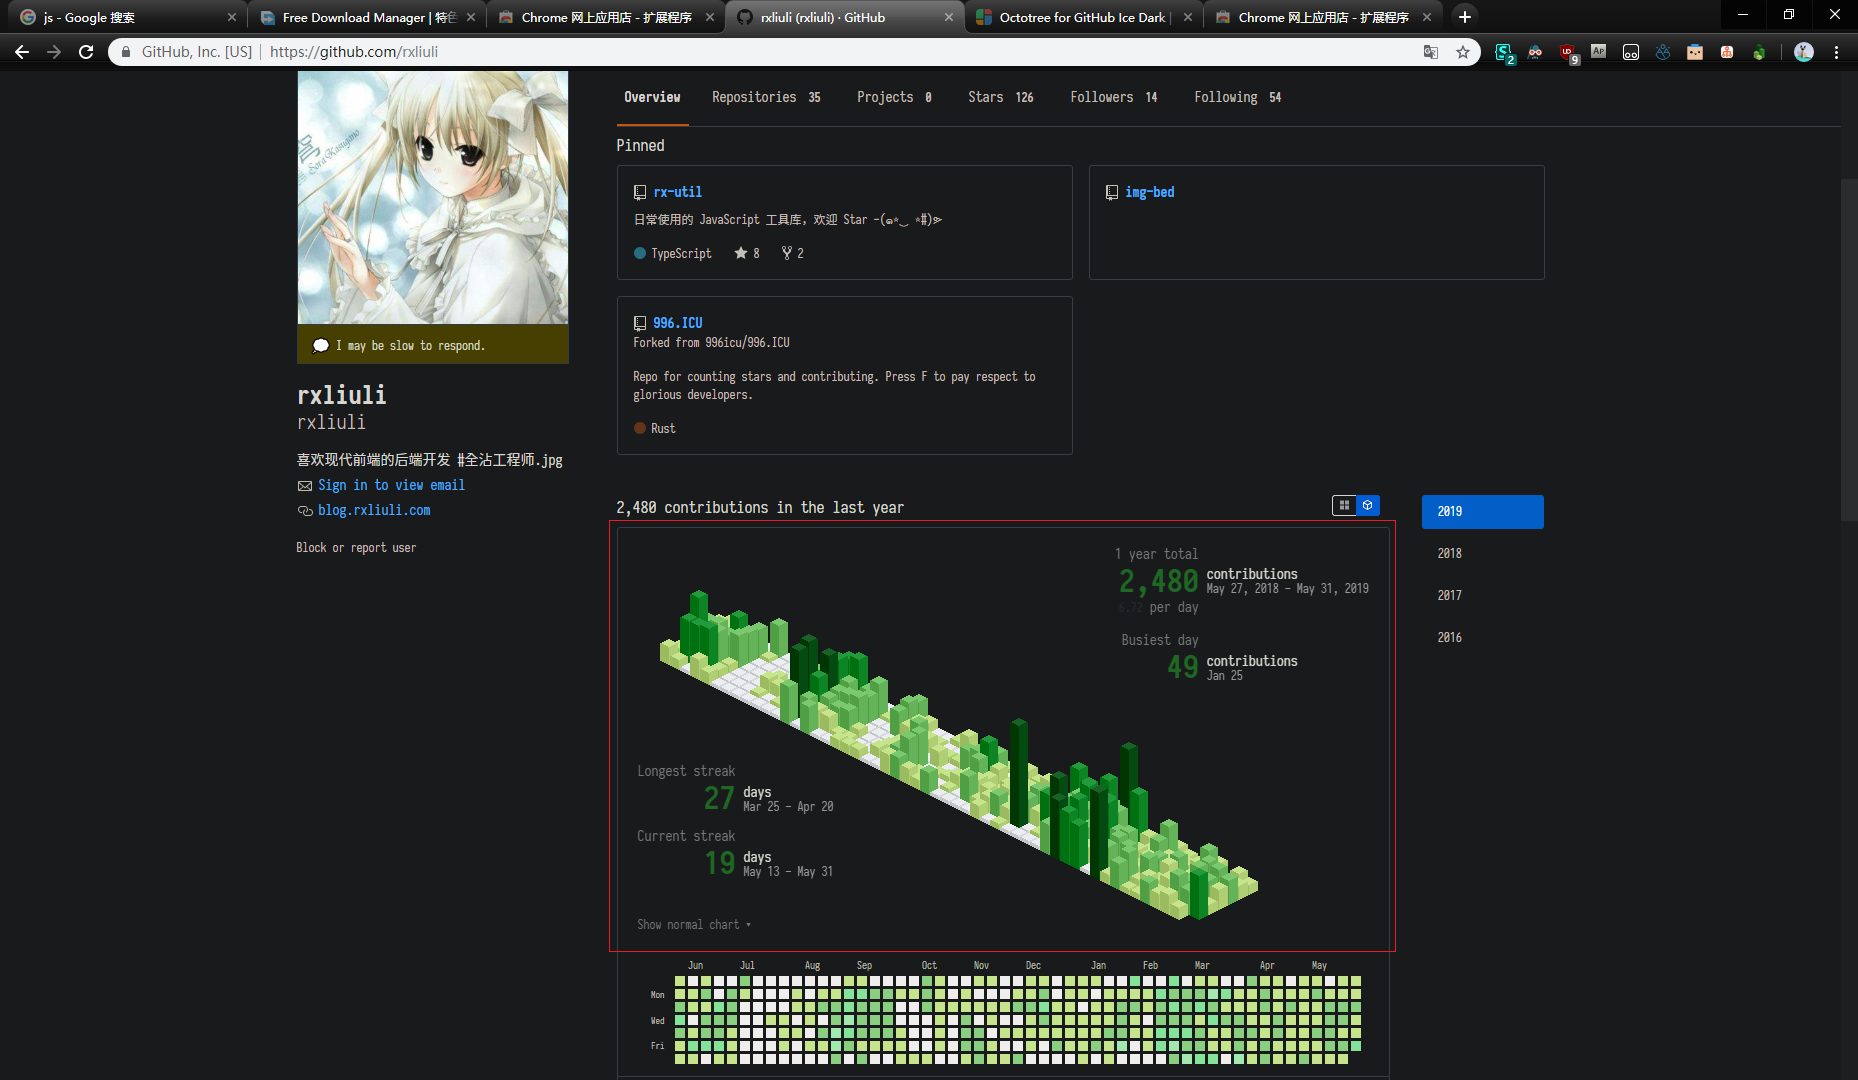 js - Google 搜索
Free Download Manager | 特色
Chrome 网上应用店 - 扩展程序
rxliuli (rxliuli) · GitHub
Octotree for GitHub Ice Dark |
Chrome 网上应用店 - 扩展程序
GitHub, Inc. [US] | https://github.com/rxliuli
2
9
AP
Sora Kasugano
Overview
Repositories 35
Projects 0
Stars 126
Followers 14
Following 54
Pinned
rx-util
日常使用的 JavaScript 工具库，欢迎 Star
TypeScript 8 2
img-bed
996.ICU
Forked from 996icu/996.ICU
Repo for counting stars and contributing. Press F to pay respect to
glorious developers.
Rust
I may be slow to respond.
rxliuli
rxliuli
喜欢现代前端的后端开发 #全沾工程师.jpg
Sign in to view email
blog.rxliuli.com
Block or report user
2,480 contributions in the last year
2019
2018
2017
2016
1 year total
2,480 contributions
May 27, 2018 – May 31, 2019
6.72 per day
Busiest day
49 contributions
Jan 25
Longest streak
27 days
Mar 25 – Apr 20
Current streak
19 days
May 13 – May 31
Show normal chart ▾
Jun Jul Aug Sep Oct Nov Dec Jan Feb Mar Apr May
Mon
Wed
Fri